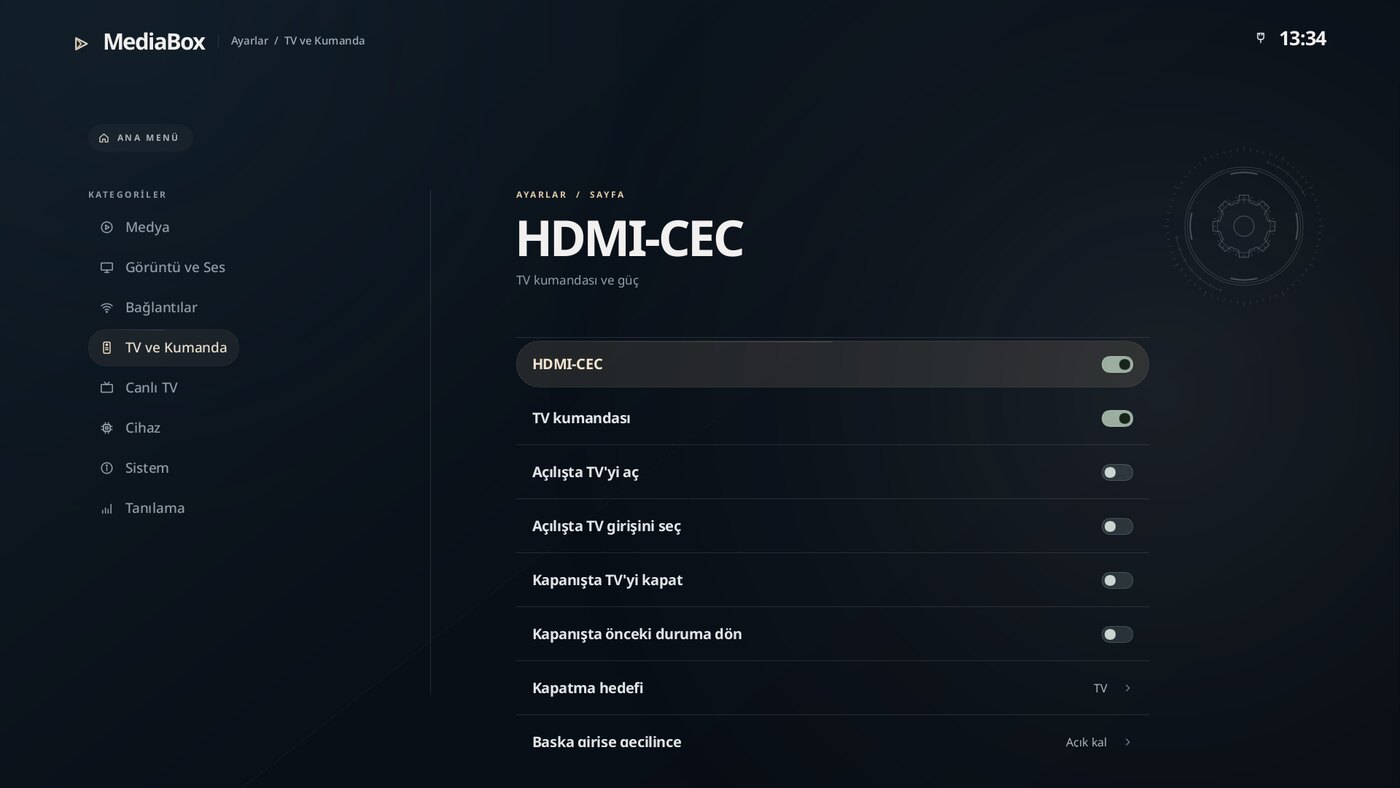 MediaBox
Ayarlar / TV ve Kumanda
13:34
ANA MENÜ
KATEGORİLER
Medya
Görüntü ve Ses
Bağlantılar
TV ve Kumanda
Canlı TV
Cihaz
Sistem
Tanılama
AYARLAR / SAYFA
HDMI-CEC
TV kumandası ve güç
HDMI-CEC
TV kumandası
Açılışta TV'yi aç
Açılışta TV girişini seç
Kapanışta TV'yi kapat
Kapanışta önceki duruma dön
Kapatma hedefi TV
Başka girişe geçilince Açık kal